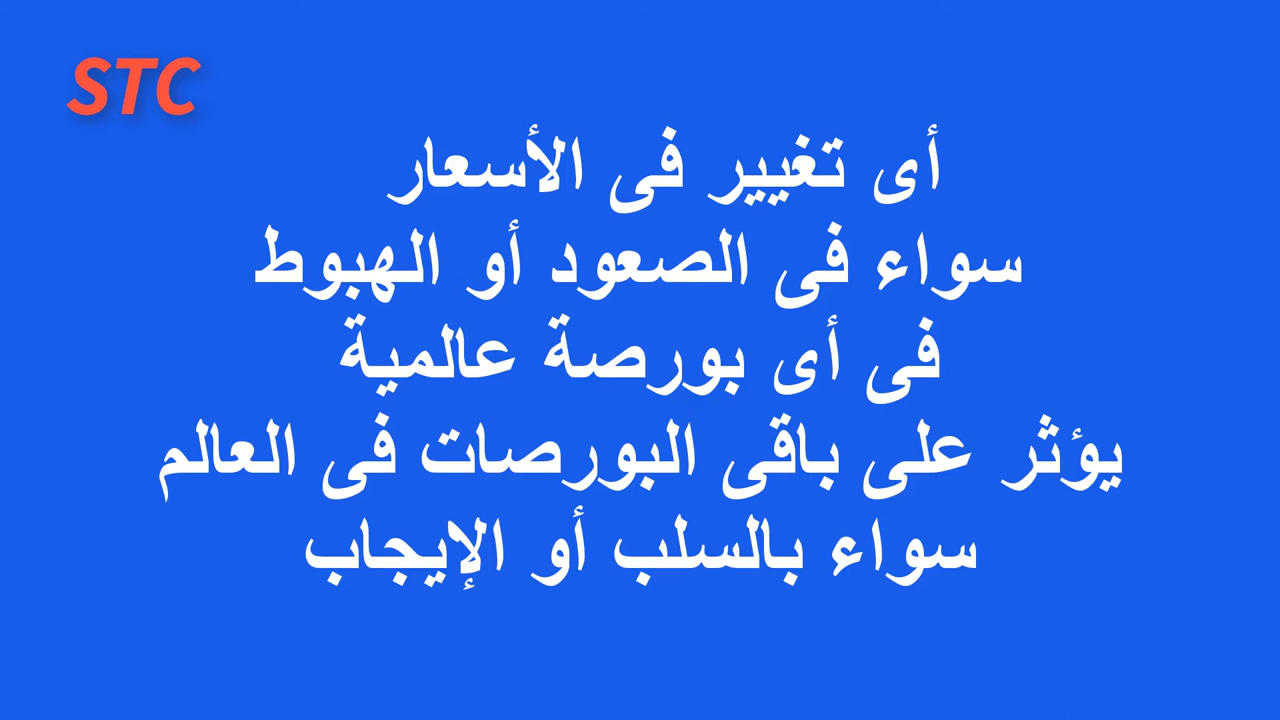 STC
أى تغيير فى الأسعار
سواء فى الصعود أو الهبوط
فى أى بورصة عالمية
يؤثر على باقى البورصات فى العالم
سواء بالسلب أو الإيجاب